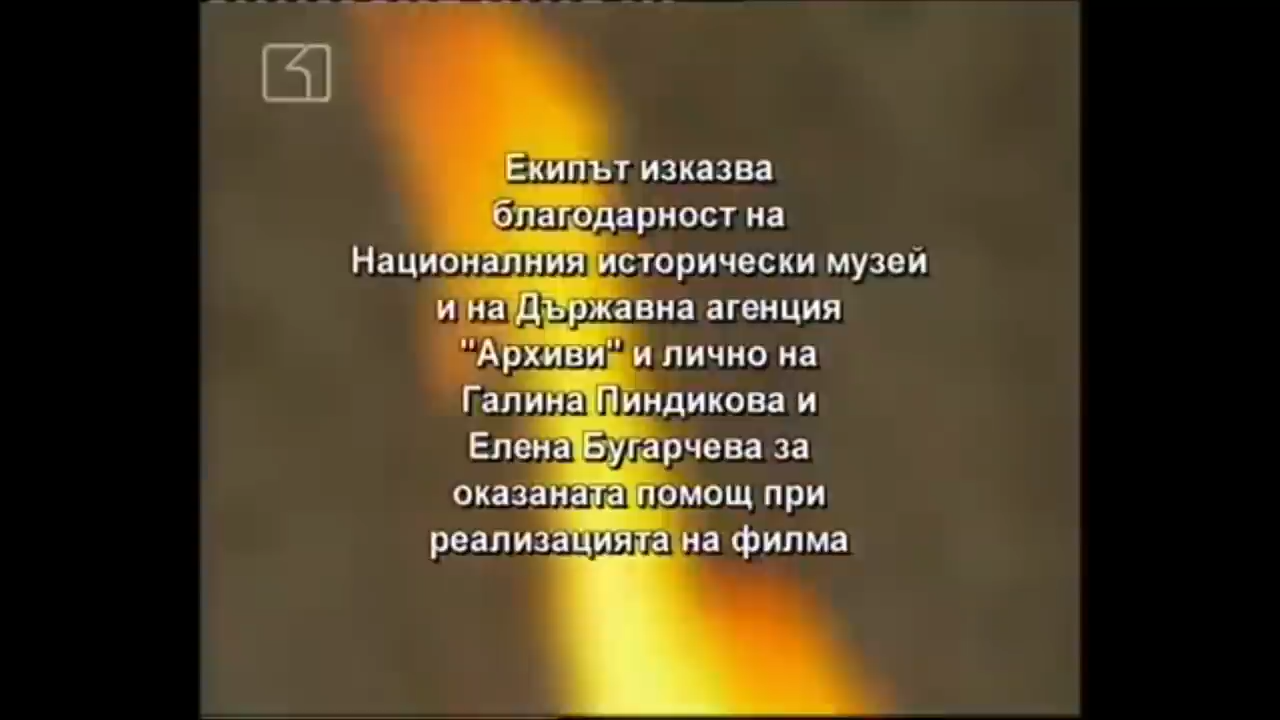 Екипът изказва
благодарност на
Националния исторически музей
и на Държавна агенция
"Архиви" и лично на
Галина Пиндикова и
Елена Бугарчева за
оказаната помощ при
реализацията на филма